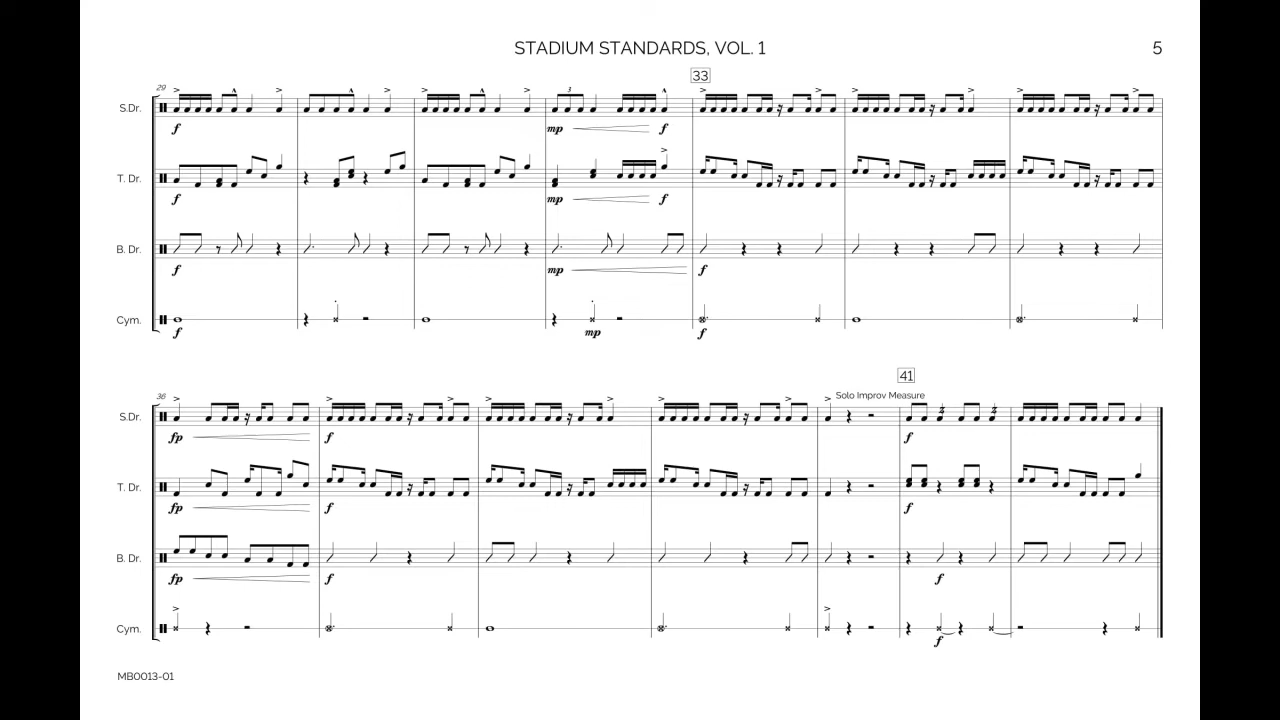 STADIUM STANDARDS, VOL. 1
5
33
29
S.Dr.
3
f
mp
f
T. Dr.
f
mp
f
B. Dr.
f
mp
f
Cym.
f
mp
f
41
36
Solo Improv Measure
S.Dr.
z z
fp
f
f
T. Dr.
fp
f
f
B. Dr.
fp
f
f
Cym.
f
MB0013-01